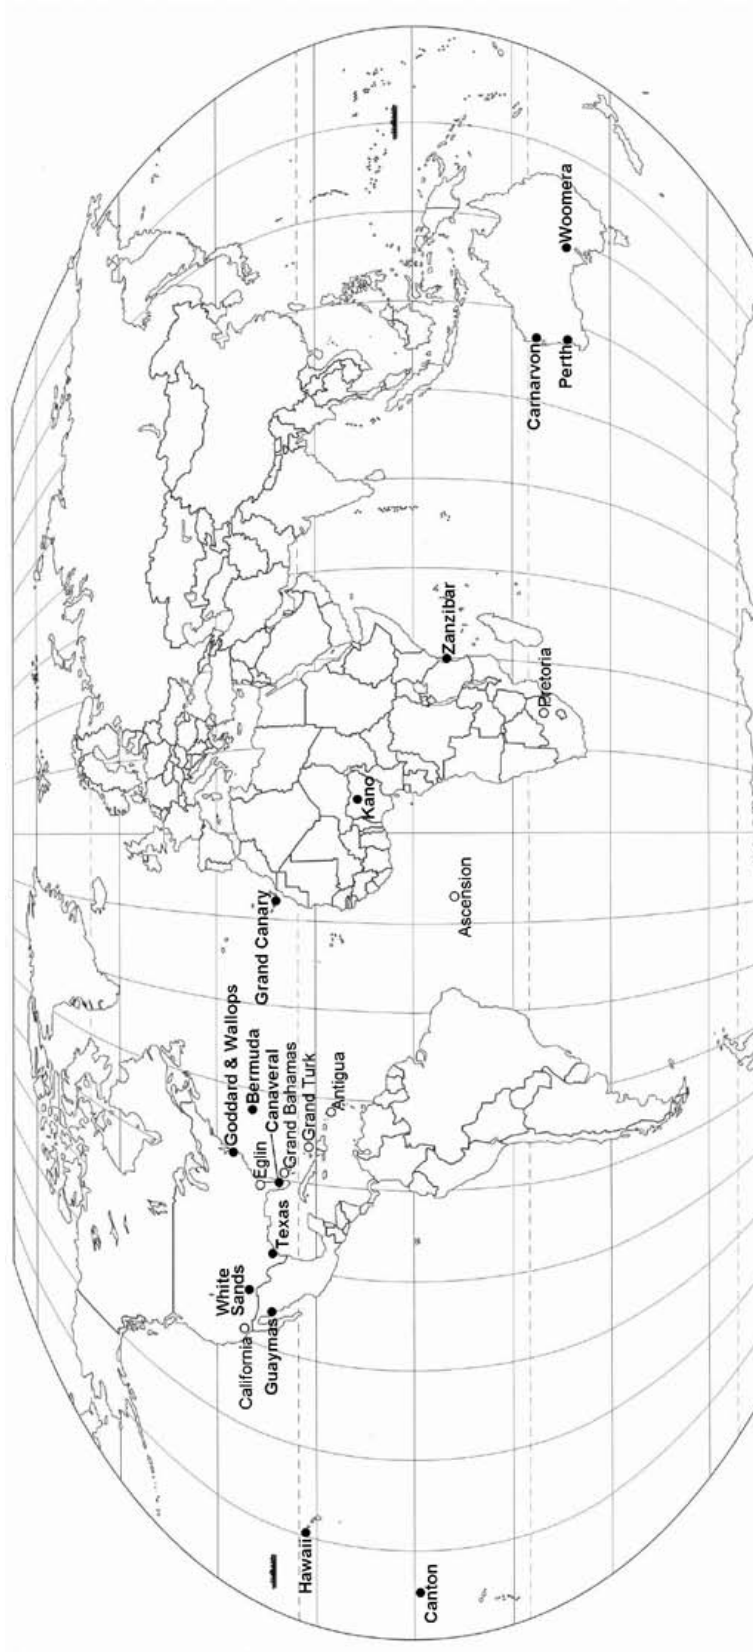 Hawaii
Canton
California
White
Sands
Guaymas
Texas
Eglin
Goddard & Wallops
Bermuda
Canaveral
Grand Bahamas
Grand Turk
Antigua
Grand Canary
Ascension
Kano
Zanzibar
Pretoria
Carnarvon
Perth
Woomera